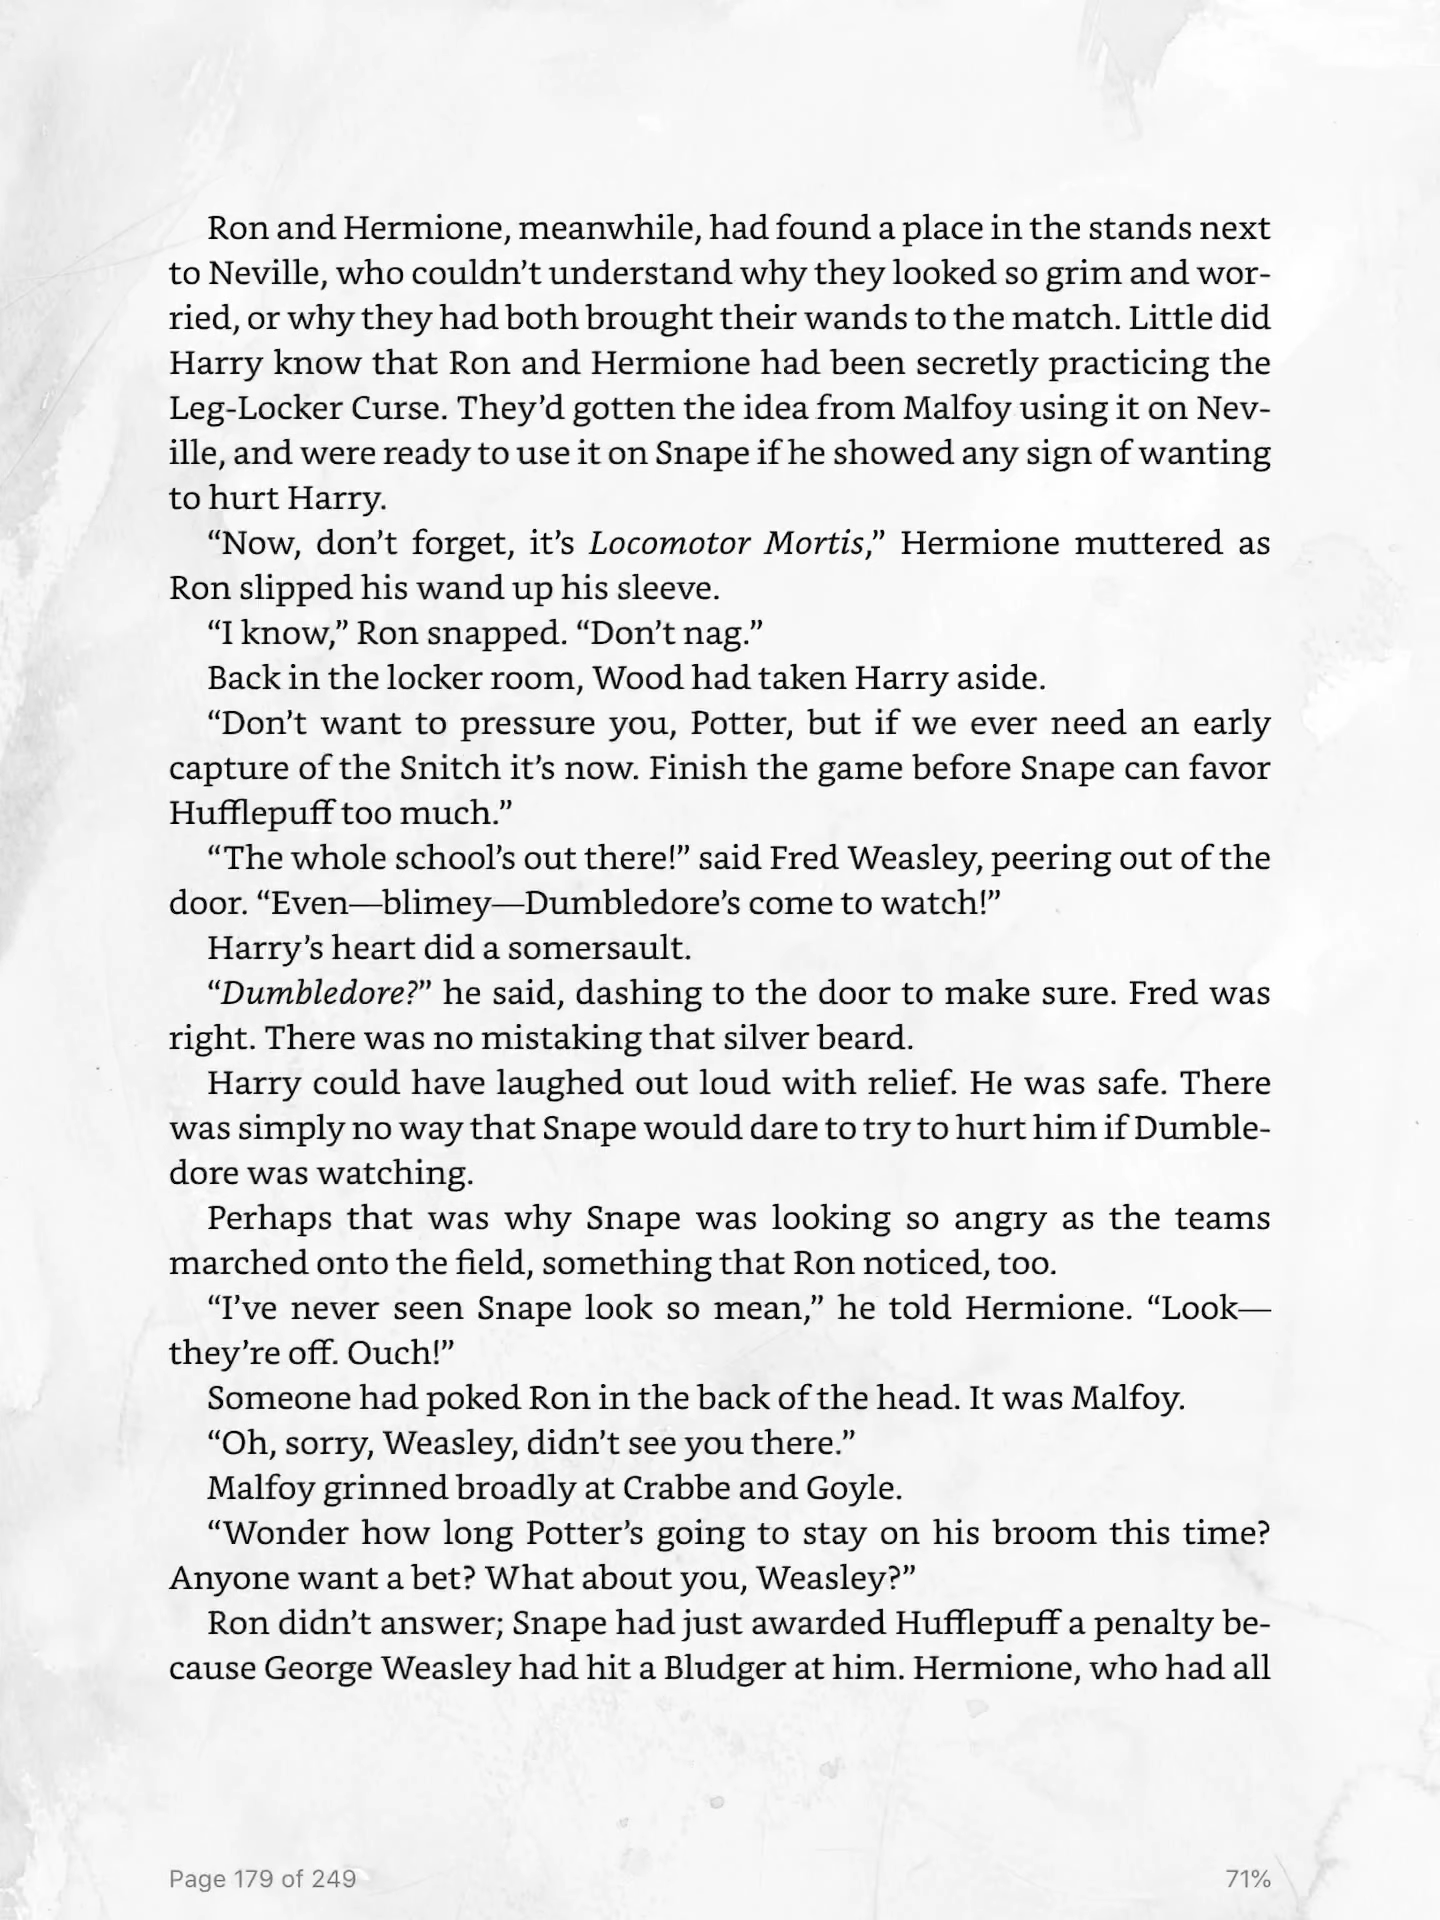 Ron and Hermione, meanwhile, had found a place in the stands next
to Neville, who couldn’t understand why they looked so grim and wor-
ried, or why they had both brought their wands to the match. Little did
Harry know that Ron and Hermione had been secretly practicing the
Leg-Locker Curse. They’d gotten the idea from Malfoy using it on Nev-
ille, and were ready to use it on Snape if he showed any sign of wanting
to hurt Harry.
“Now, don’t forget, it’s Locomotor Mortis,” Hermione muttered as
Ron slipped his wand up his sleeve.
“I know,” Ron snapped. “Don’t nag.”
Back in the locker room, Wood had taken Harry aside.
“Don’t want to pressure you, Potter, but if we ever need an early
capture of the Snitch it’s now. Finish the game before Snape can favor
Hufflepuff too much.”
“The whole school’s out there!” said Fred Weasley, peering out of the
door. “Even—blimey—Dumbledore’s come to watch!”
Harry’s heart did a somersault.
“Dumbledore?” he said, dashing to the door to make sure. Fred was
right. There was no mistaking that silver beard.
Harry could have laughed out loud with relief. He was safe. There
was simply no way that Snape would dare to try to hurt him if Dumble-
dore was watching.
Perhaps that was why Snape was looking so angry as the teams
marched onto the field, something that Ron noticed, too.
“I’ve never seen Snape look so mean,” he told Hermione. “Look—
they’re off. Ouch!”
Someone had poked Ron in the back of the head. It was Malfoy.
“Oh, sorry, Weasley, didn’t see you there.”
Malfoy grinned broadly at Crabbe and Goyle.
“Wonder how long Potter’s going to stay on his broom this time?
Anyone want a bet? What about you, Weasley?”
Ron didn’t answer; Snape had just awarded Hufflepuff a penalty be-
cause George Weasley had hit a Bludger at him. Hermione, who had all
Page 179 of 249
71%